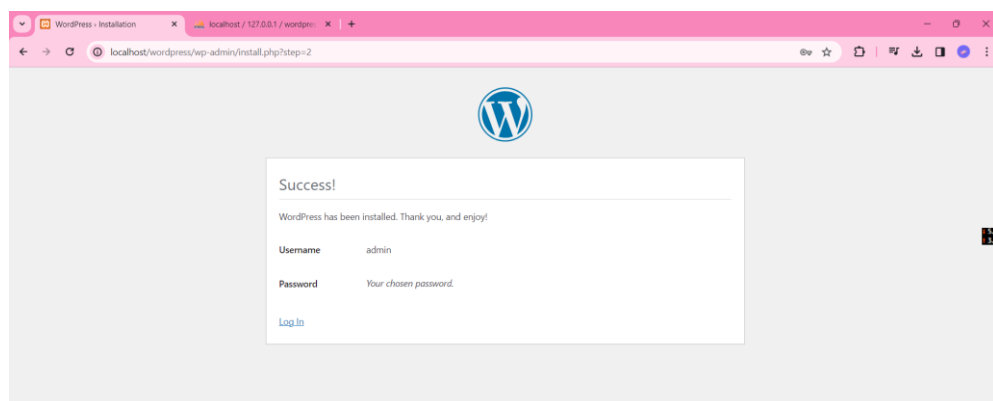 WordPress › Installation
localhost / 127.0.0.1 / wordpres
localhost/wordpress/wp-admin/install.php?step=2
Success!
WordPress has been installed. Thank you, and enjoy!
Username admin
Password Your chosen password.
Log In